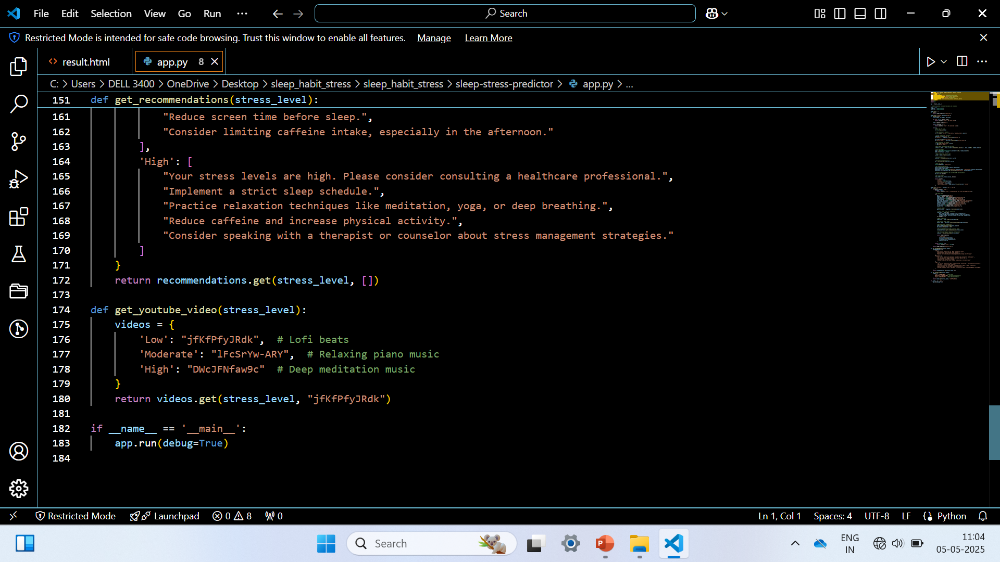 File Edit Selection View Go Run ··· Search
Restricted Mode is intended for safe code browsing. Trust this window to enable all features. Manage Learn More
result.html app.py 8
C: > Users > DELL 3400 > OneDrive > Desktop > sleep_habit_stress > sleep_habit_stress > sleep-stress-predictor > app.py > ...
151 def get_recommendations(stress_level):
161 "Reduce screen time before sleep.",
162 "Consider limiting caffeine intake, especially in the afternoon."
163 ],
164 'High': [
165 "Your stress levels are high. Please consider consulting a healthcare professional.",
166 "Implement a strict sleep schedule.",
167 "Practice relaxation techniques like meditation, yoga, or deep breathing.",
168 "Reduce caffeine and increase physical activity.",
169 "Consider speaking with a therapist or counselor about stress management strategies."
170 ]
171 }
172 return recommendations.get(stress_level, [])
173
174 def get_youtube_video(stress_level):
175 videos = {
176 'Low': "jfKfPfyJRdk", # Lofi beats
177 'Moderate': "lFcSrYw-ARY", # Relaxing piano music
178 'High': "DWcJFNfaw9c" # Deep meditation music
179 }
180 return videos.get(stress_level, "jfKfPfyJRdk")
181
182 if __name__ == '__main__':
183 app.run(debug=True)
184
Restricted Mode Launchpad 0 8 0 Ln 1, Col 1 Spaces: 4 UTF-8 LF Python
Search ENG 11:04
IN 05-05-2025